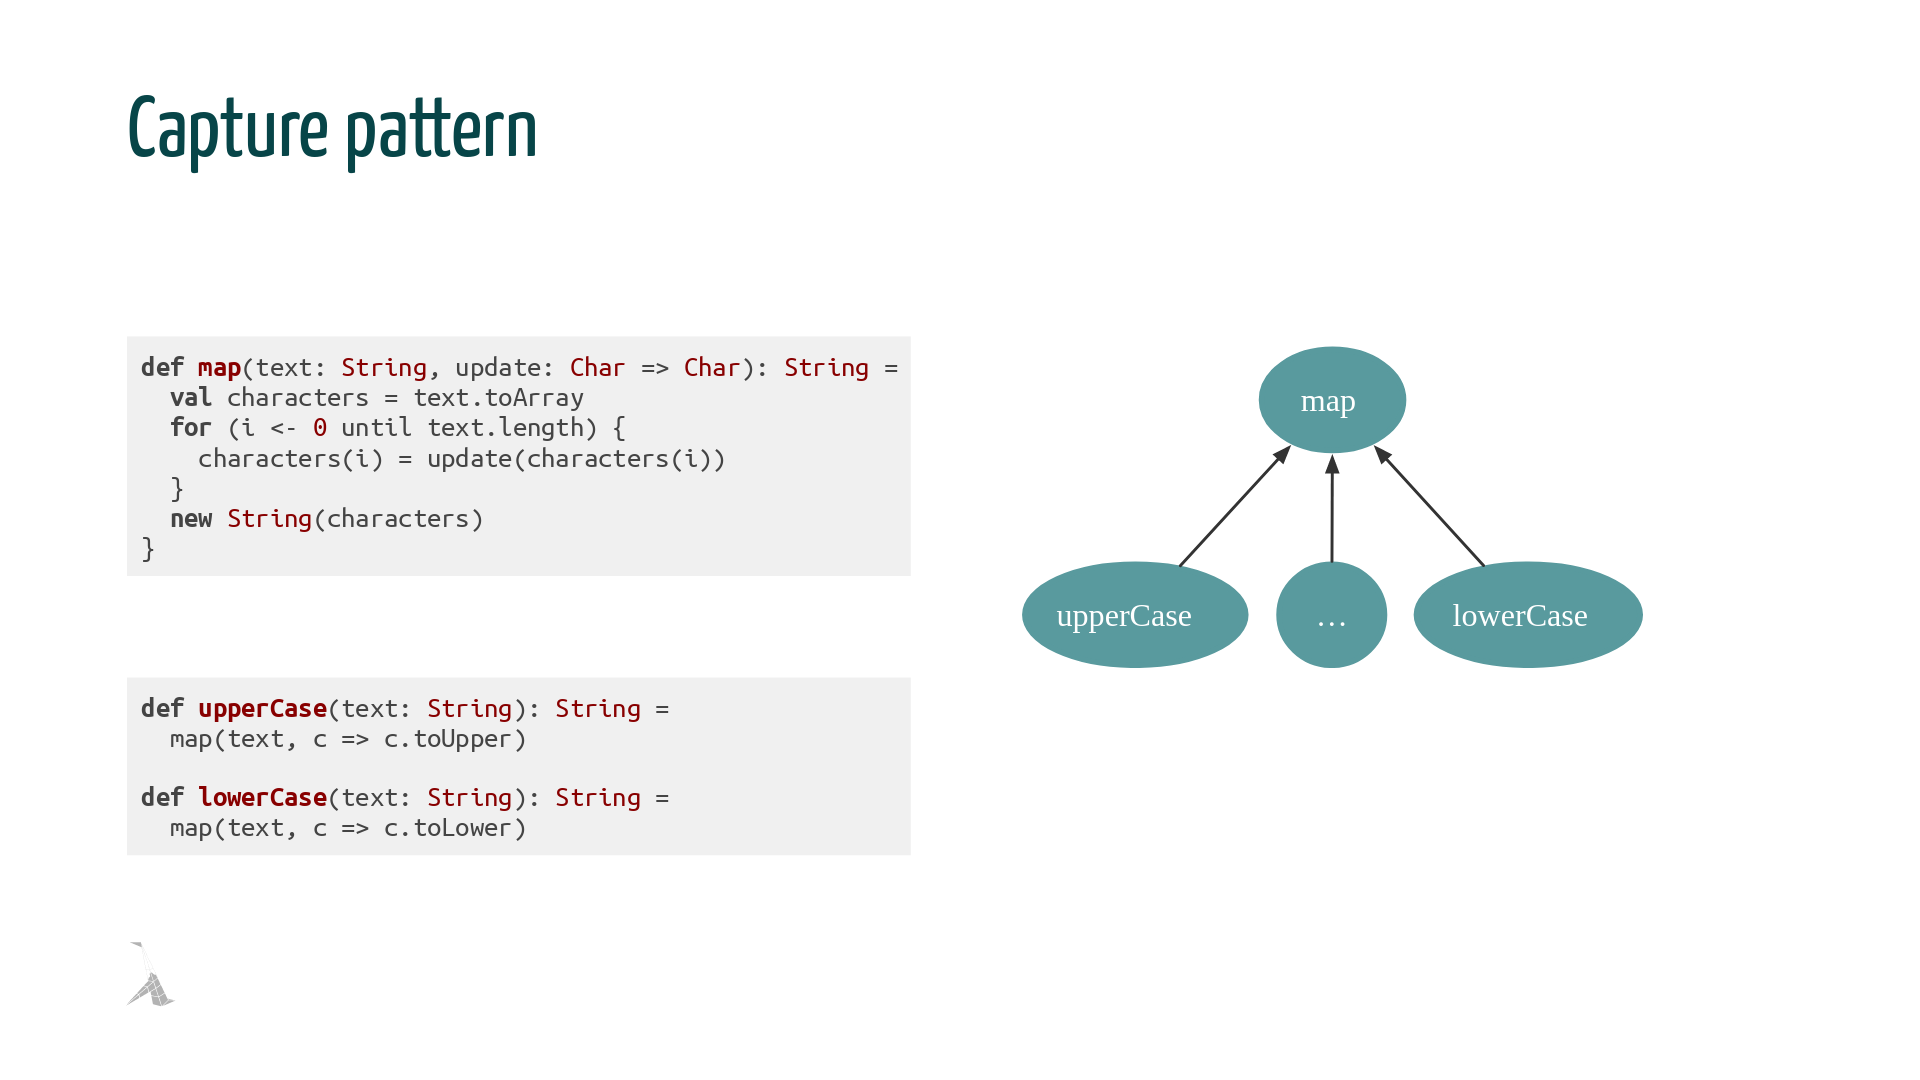 Capture pattern
def map(text: String, update: Char => Char): String =
  val characters = text.toArray
  for (i <- 0 until text.length) {
    characters(i) = update(characters(i))
  }
  new String(characters)
}
def upperCase(text: String): String =
  map(text, c => c.toUpper)
def lowerCase(text: String): String =
  map(text, c => c.toLower)
map
upperCase
...
lowerCase